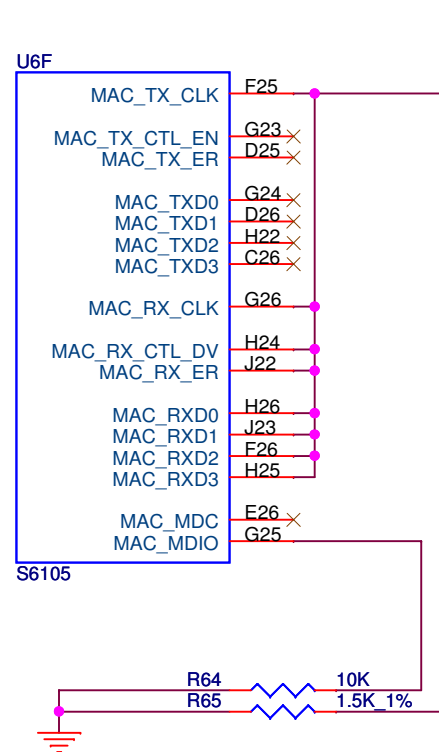 U6F
MAC_TX_CLK F25
MAC_TX_CTL_EN G23
MAC_TX_ER D25
MAC_TXD0 G24
MAC_TXD1 D26
MAC_TXD2 H22
MAC_TXD3 C26
MAC_RX_CLK G26
MAC_RX_CTL_DV H24
MAC_RX_ER J22
MAC_RXD0 H26
MAC_RXD1 J23
MAC_RXD2 F26
MAC_RXD3 H25
MAC_MDC E26
MAC_MDIO G25
S6105
R64 10K
R65 1.5K_1%